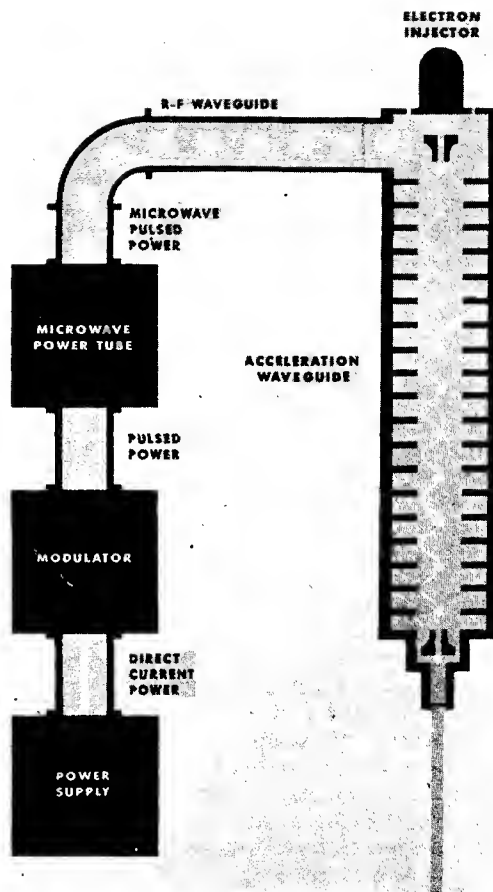 ELECTRON
INJECTOR
R-F WAVEGUIDE
MICROWAVE
PULSED
POWER
MICROWAVE
POWER TUBE
ACCELERATION
WAVEGUIDE
PULSED
POWER
MODULATOR
DIRECT
CURRENT
POWER
POWER
SUPPLY